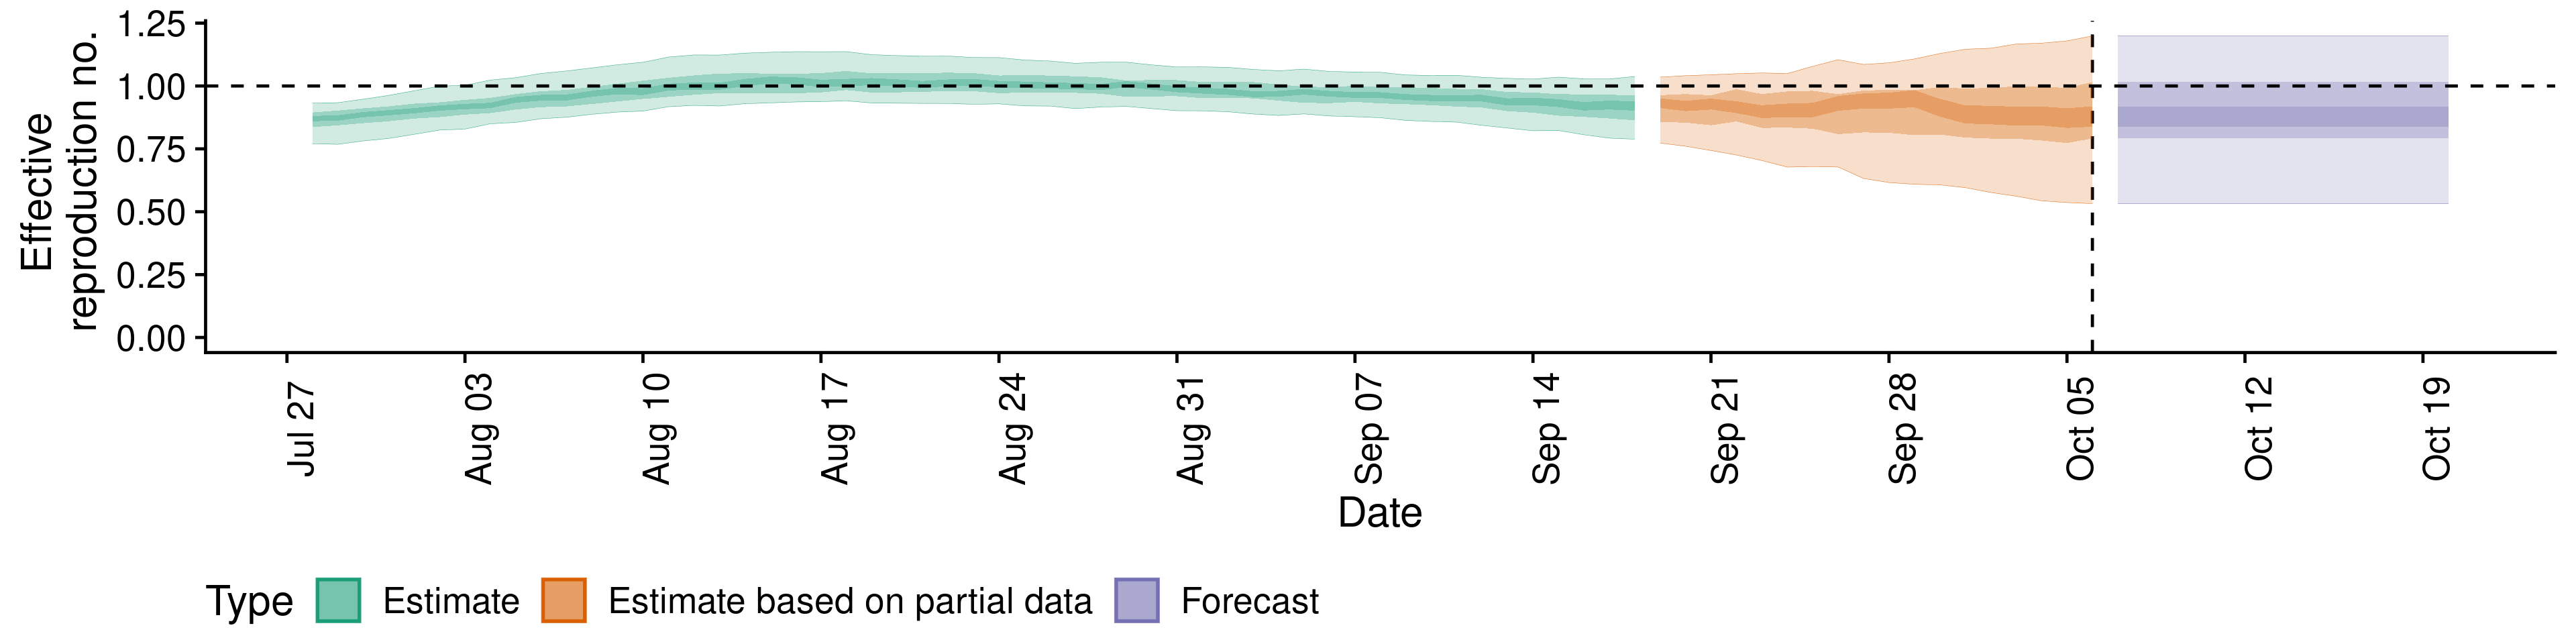 Effective
reproduction no.
1.25
1.00
0.75
0.50
0.25
0.00
Jul 27
Aug 03
Aug 10
Aug 17
Aug 24
Aug 31
Sep 07
Sep 14
Sep 21
Sep 28
Oct 05
Oct 12
Oct 19
Date
Type Estimate Estimate based on partial data Forecast